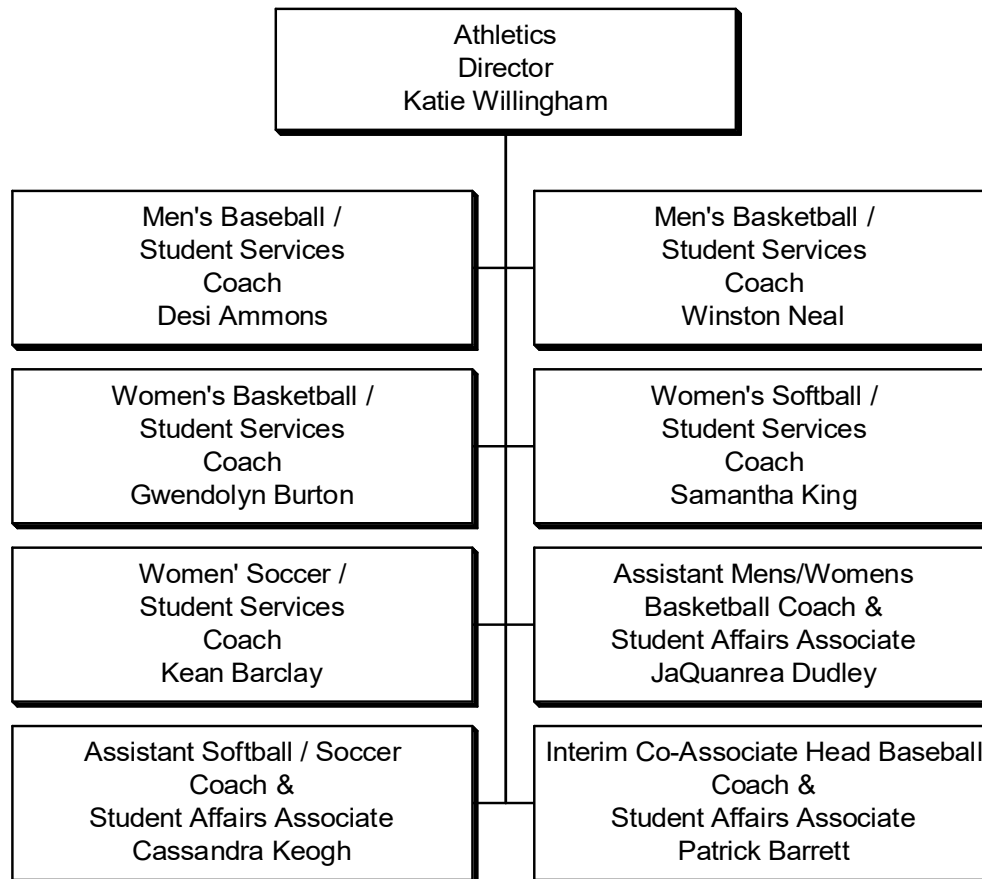 Athletics
Director
Katie Willingham
Men's Baseball /
Student Services
Coach
Desi Ammons
Men's Basketball /
Student Services
Coach
Winston Neal
Women's Basketball /
Student Services
Coach
Gwendolyn Burton
Women's Softball /
Student Services
Coach
Samantha King
Women' Soccer /
Student Services
Coach
Kean Barclay
Assistant Mens/Womens
Basketball Coach &
Student Affairs Associate
JaQuanrea Dudley
Assistant Softball / Soccer
Coach &
Student Affairs Associate
Cassandra Keogh
Interim Co-Associate Head Baseball
Coach &
Student Affairs Associate
Patrick Barrett